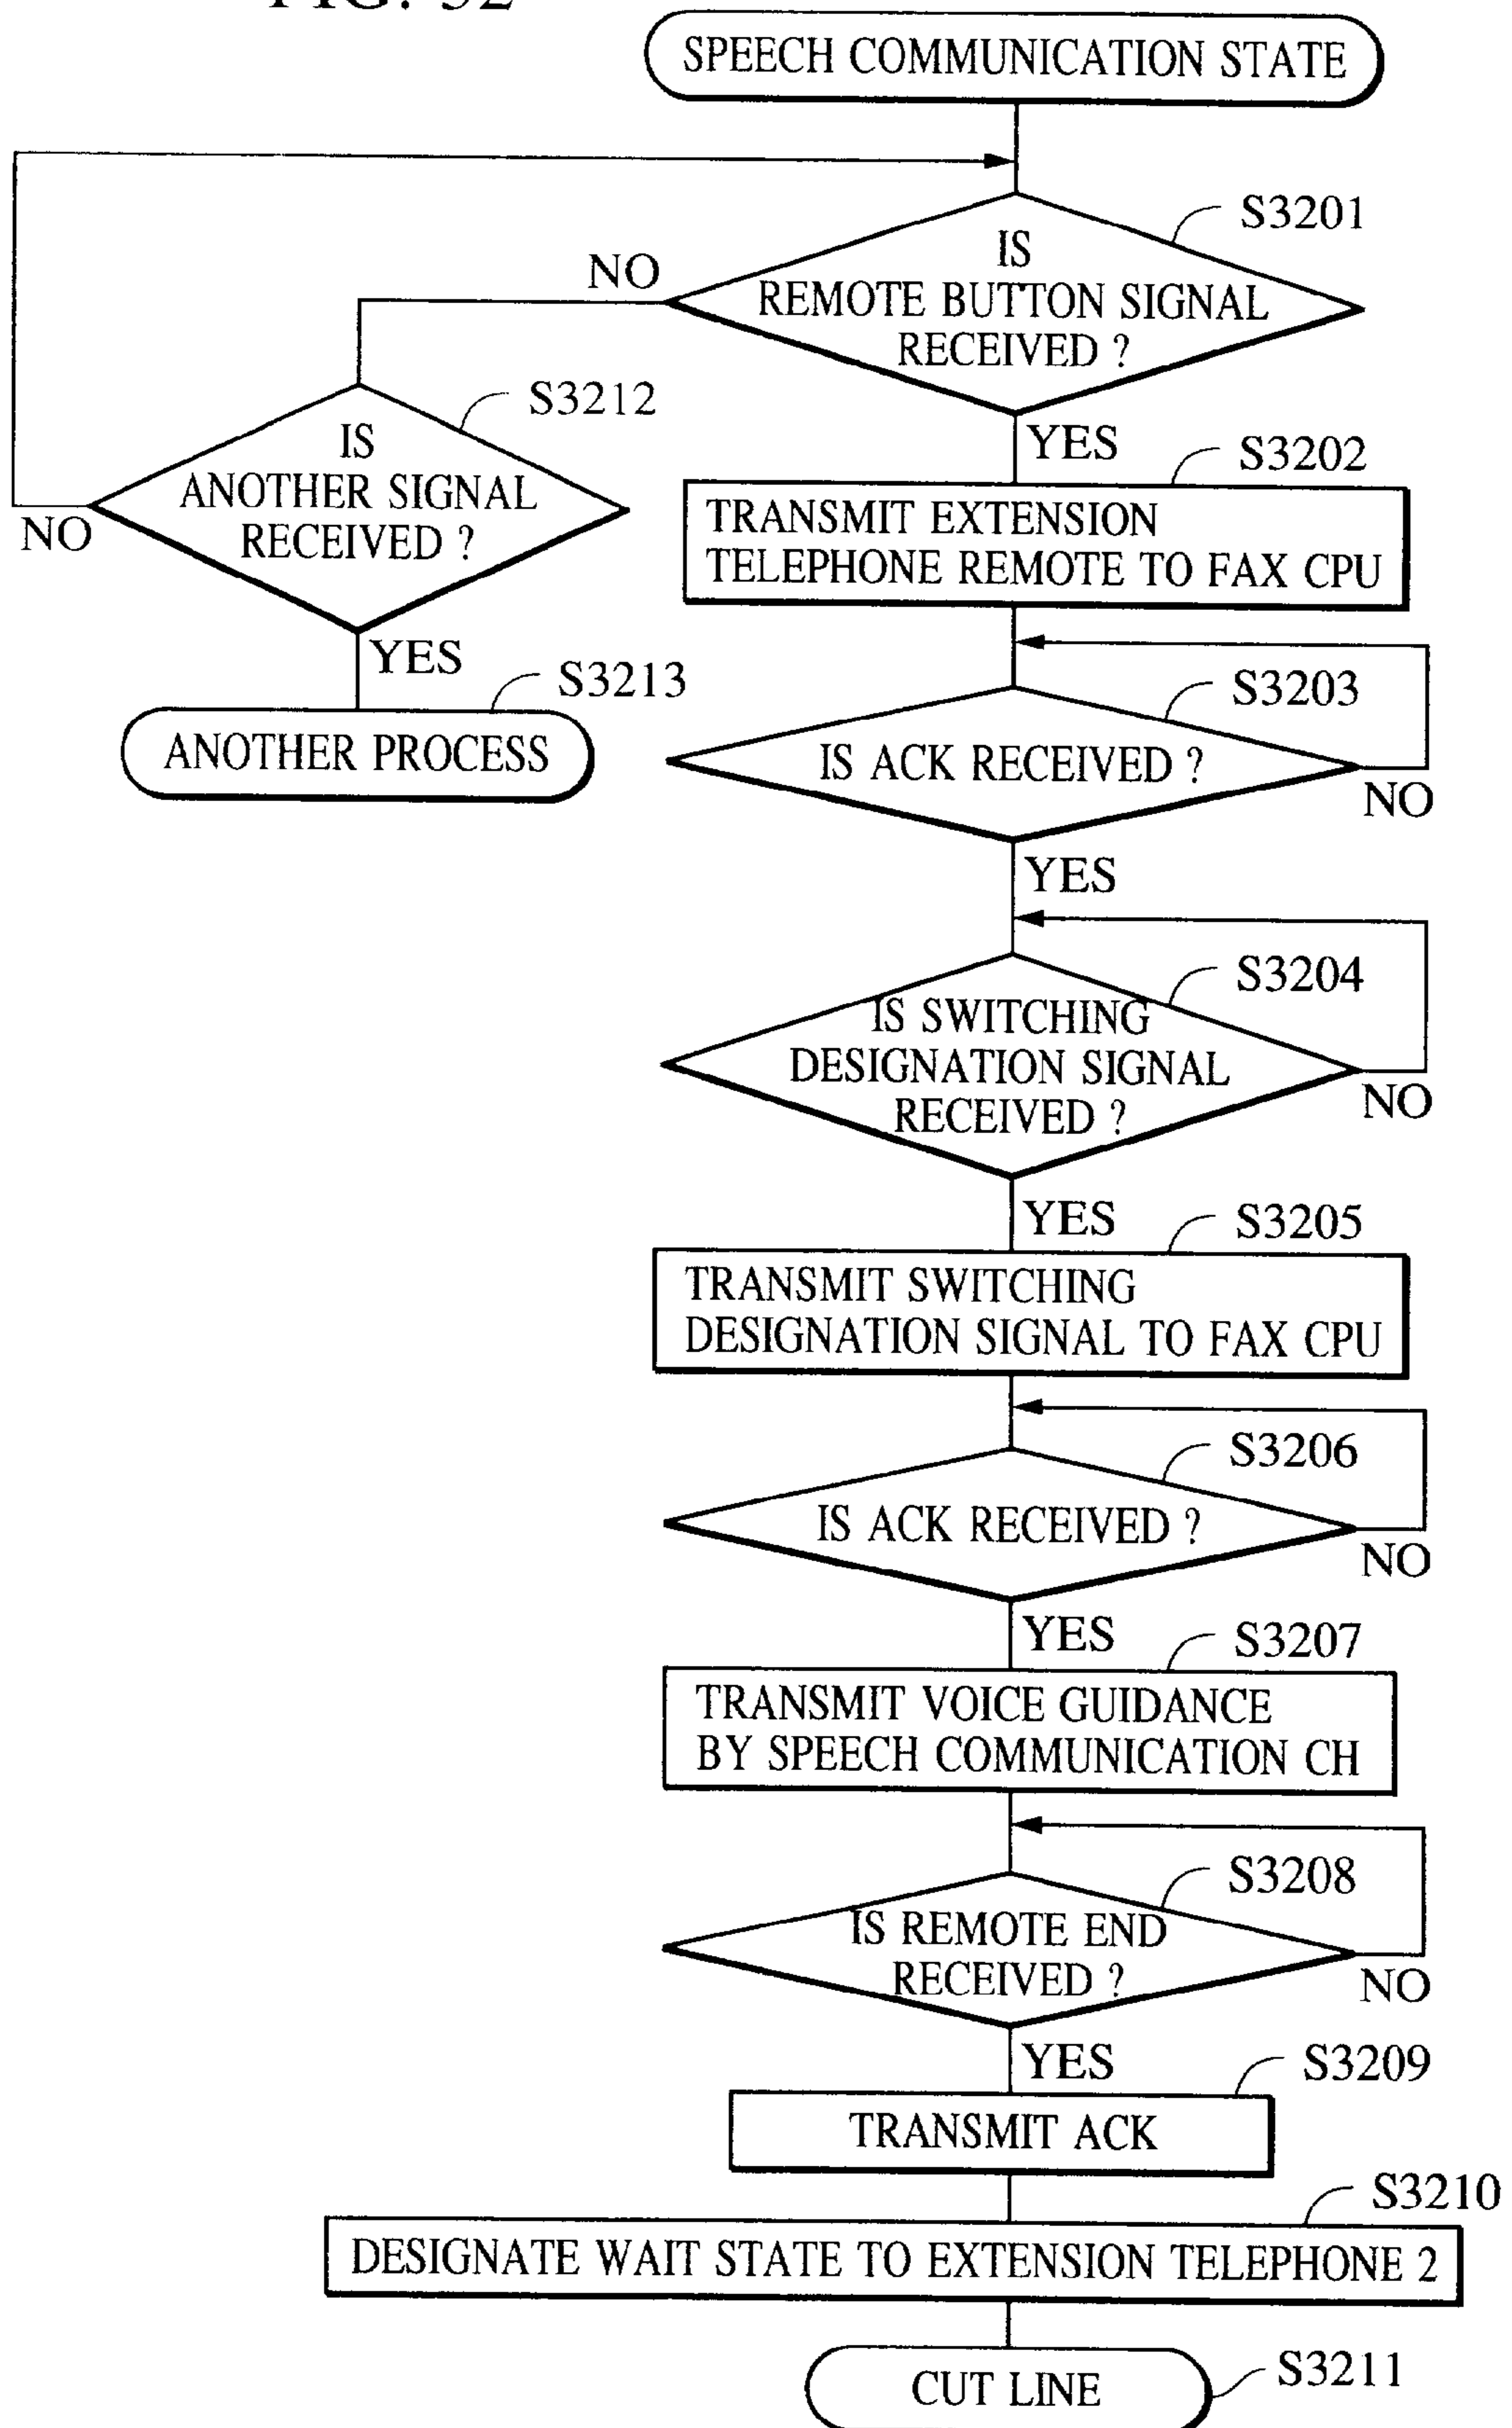 FIG. 32
SPEECH COMMUNICATION STATE
S3201
IS
REMOTE BUTTON SIGNAL
RECEIVED ?
NO
YES
S3212
IS
ANOTHER SIGNAL
RECEIVED ?
NO
YES
S3213
ANOTHER PROCESS
S3202
TRANSMIT EXTENSION
TELEPHONE REMOTE TO FAX CPU
S3203
IS ACK RECEIVED ?
NO
YES
S3204
IS SWITCHING
DESIGNATION SIGNAL
RECEIVED ?
NO
YES
S3205
TRANSMIT SWITCHING
DESIGNATION SIGNAL TO FAX CPU
S3206
IS ACK RECEIVED ?
NO
YES
S3207
TRANSMIT VOICE GUIDANCE
BY SPEECH COMMUNICATION CH
S3208
IS REMOTE END
RECEIVED ?
NO
YES
S3209
TRANSMIT ACK
S3210
DESIGNATE WAIT STATE TO EXTENSION TELEPHONE 2
CUT LINE
S3211